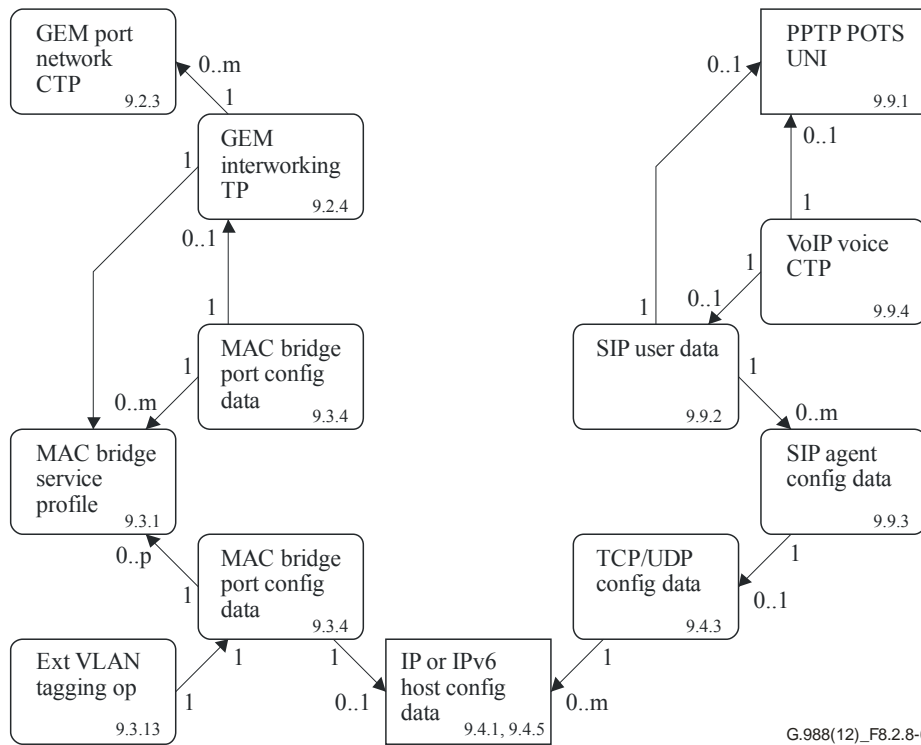 GEM port
network
CTP
9.2.3
0..m
1
GEM
interworking
TP
9.2.4
1
0..1
1
MAC bridge
port config
data
9.3.4
1
0..m
MAC bridge
service
profile
9.3.1
0..p
1
MAC bridge
port config
data
9.3.4
Ext VLAN
tagging op
9.3.13
1
1
1
0..1
IP or IPv6
host config
data
9.4.1, 9.4.5
PPTP POTS
UNI
9.9.1
0..1
0..1
1
VoIP voice
CTP
9.9.4
1
0..1
1
SIP user data
9.9.2
1
0..m
SIP agent
config data
9.9.3
1
0..1
TCP/UDP
config data
9.4.3
1
0..m
G.988(12)_F8.2.8-